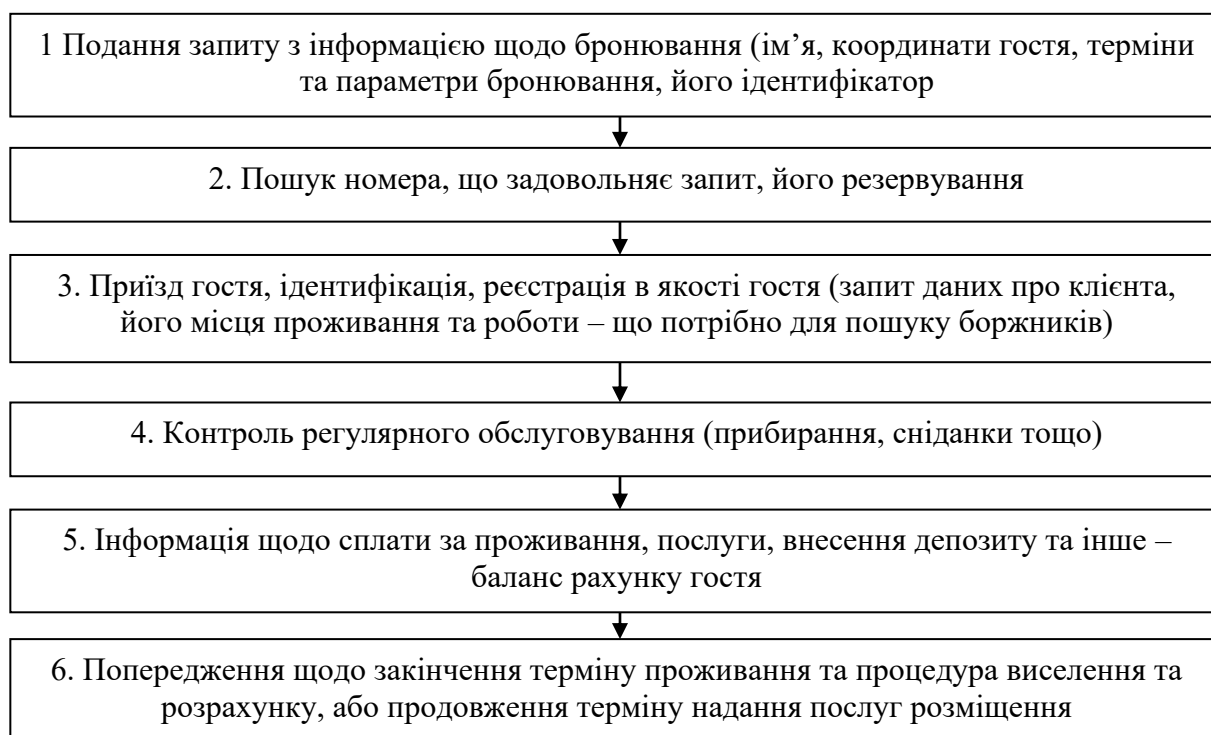 1 Подання запиту з інформацією щодо бронювання (ім’я, координати гостя, терміни
та параметри бронювання, його ідентифікатор
2. Пошук номера, що задовольняє запит, його резервування
3. Приїзд гостя, ідентифікація, реєстрація в якості гостя (запит даних про клієнта,
його місця проживання та роботи – що потрібно для пошуку боржників)
4. Контроль регулярного обслуговування (прибирання, сніданки тощо)
5. Інформація щодо сплати за проживання, послуги, внесення депозиту та інше –
баланс рахунку гостя
6. Попередження щодо закінчення терміну проживання та процедура виселення та
розрахунку, або продовження терміну надання послуг розміщення